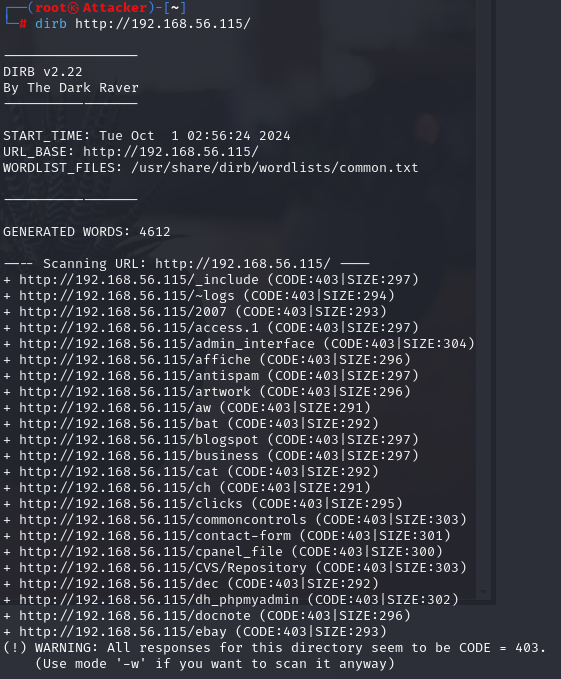 ┌──(root㉿Attacker)-[~]
└─# dirb http://192.168.56.115/
-----------------
DIRB v2.22
By The Dark Raver
-----------------
START_TIME: Tue Oct  1 02:56:24 2024
URL_BASE: http://192.168.56.115/
WORDLIST_FILES: /usr/share/dirb/wordlists/common.txt
-----------------
GENERATED WORDS: 4612
---- Scanning URL: http://192.168.56.115/ ----
+ http://192.168.56.115/_include (CODE:403|SIZE:297)
+ http://192.168.56.115/~logs (CODE:403|SIZE:294)
+ http://192.168.56.115/2007 (CODE:403|SIZE:293)
+ http://192.168.56.115/access.1 (CODE:403|SIZE:297)
+ http://192.168.56.115/admin_interface (CODE:403|SIZE:304)
+ http://192.168.56.115/affiche (CODE:403|SIZE:296)
+ http://192.168.56.115/antispam (CODE:403|SIZE:297)
+ http://192.168.56.115/artwork (CODE:403|SIZE:296)
+ http://192.168.56.115/aw (CODE:403|SIZE:291)
+ http://192.168.56.115/bat (CODE:403|SIZE:292)
+ http://192.168.56.115/blogspot (CODE:403|SIZE:297)
+ http://192.168.56.115/business (CODE:403|SIZE:297)
+ http://192.168.56.115/cat (CODE:403|SIZE:292)
+ http://192.168.56.115/ch (CODE:403|SIZE:291)
+ http://192.168.56.115/clicks (CODE:403|SIZE:295)
+ http://192.168.56.115/commoncontrols (CODE:403|SIZE:303)
+ http://192.168.56.115/contact-form (CODE:403|SIZE:301)
+ http://192.168.56.115/cpanel_file (CODE:403|SIZE:300)
+ http://192.168.56.115/CVS/Repository (CODE:403|SIZE:303)
+ http://192.168.56.115/dec (CODE:403|SIZE:292)
+ http://192.168.56.115/dh_phpmyadmin (CODE:403|SIZE:302)
+ http://192.168.56.115/docnote (CODE:403|SIZE:296)
+ http://192.168.56.115/ebay (CODE:403|SIZE:293)
(!) WARNING: All responses for this directory seem to be CODE = 403.
    (Use mode '-w' if you want to scan it anyway)